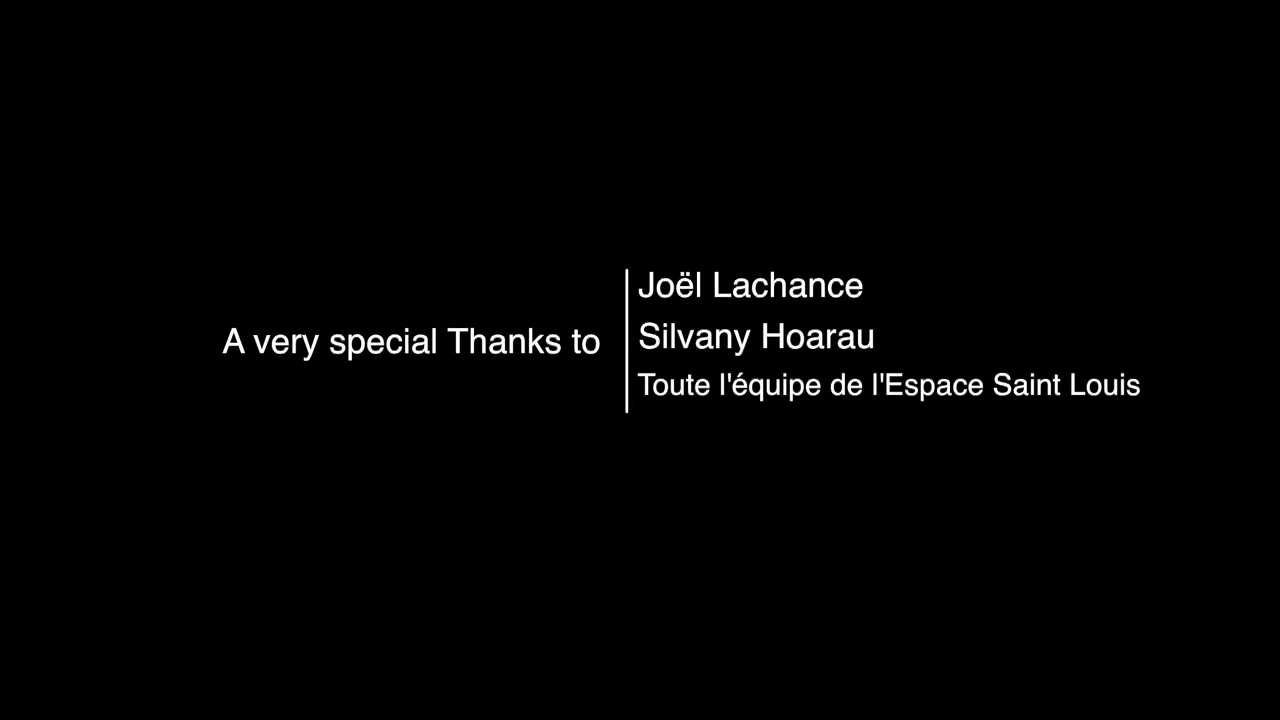 A very special Thanks to
Joël Lachance
Silvany Hoarau
Toute l'équipe de l'Espace Saint Louis